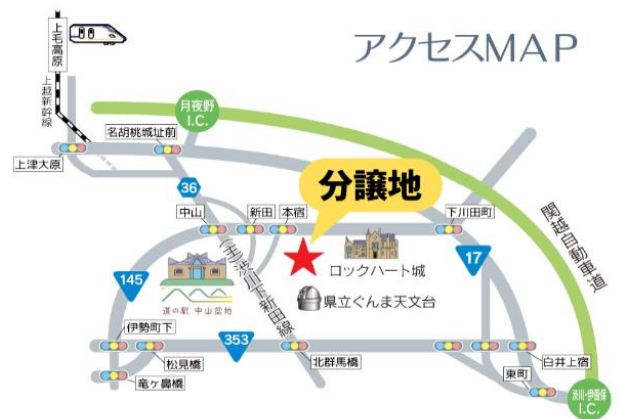 アクセスMAP
上毛高原
上越新幹線
月夜野
I.C.
名胡桃城址前
上津大原
36
分譲地
中山
新田
本宿
下川田町
関越自動車道
(主)渋川下新田線
ロックハート城
17
145
道の駅 中山盆地
県立ぐんま天文台
伊勢町下
353
松見橋
北群馬橋
白井上宿
竜ヶ鼻橋
東町
渋川・伊香保
I.C.